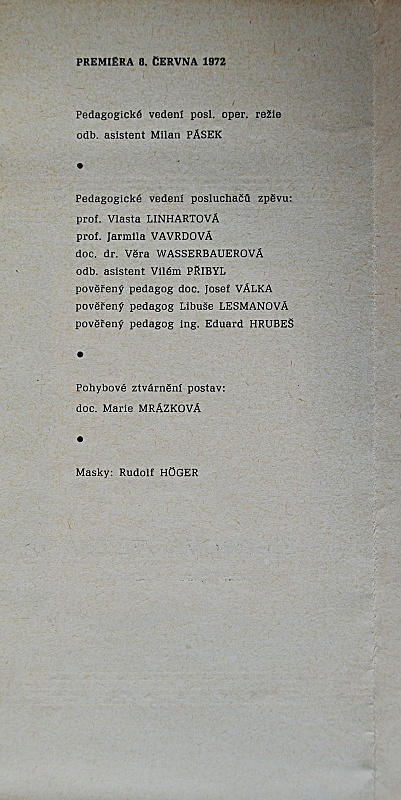 PREMIÉRA 8. ČERVNA 1972
Pedagogické vedení posl. oper. režie
odb. asistent Milan PÁSEK
●
Pedagogické vedení posluchačů zpěvu:
prof. Vlasta LINHARTOVÁ
prof. Jarmila VAVRDOVÁ
doc. dr. Věra WASSERBAUEROVÁ
odb. asistent Vilém PŘIBYL
pověřený pedagog doc. Josef VÁLKA
pověřený pedagog Libuše LESMANOVÁ
pověřený pedagog ing. Eduard HRUBEŠ
●
Pohybové ztvárnění postav:
doc. Marie MRÁZKOVÁ
●
Masky: Rudolf HÖGER